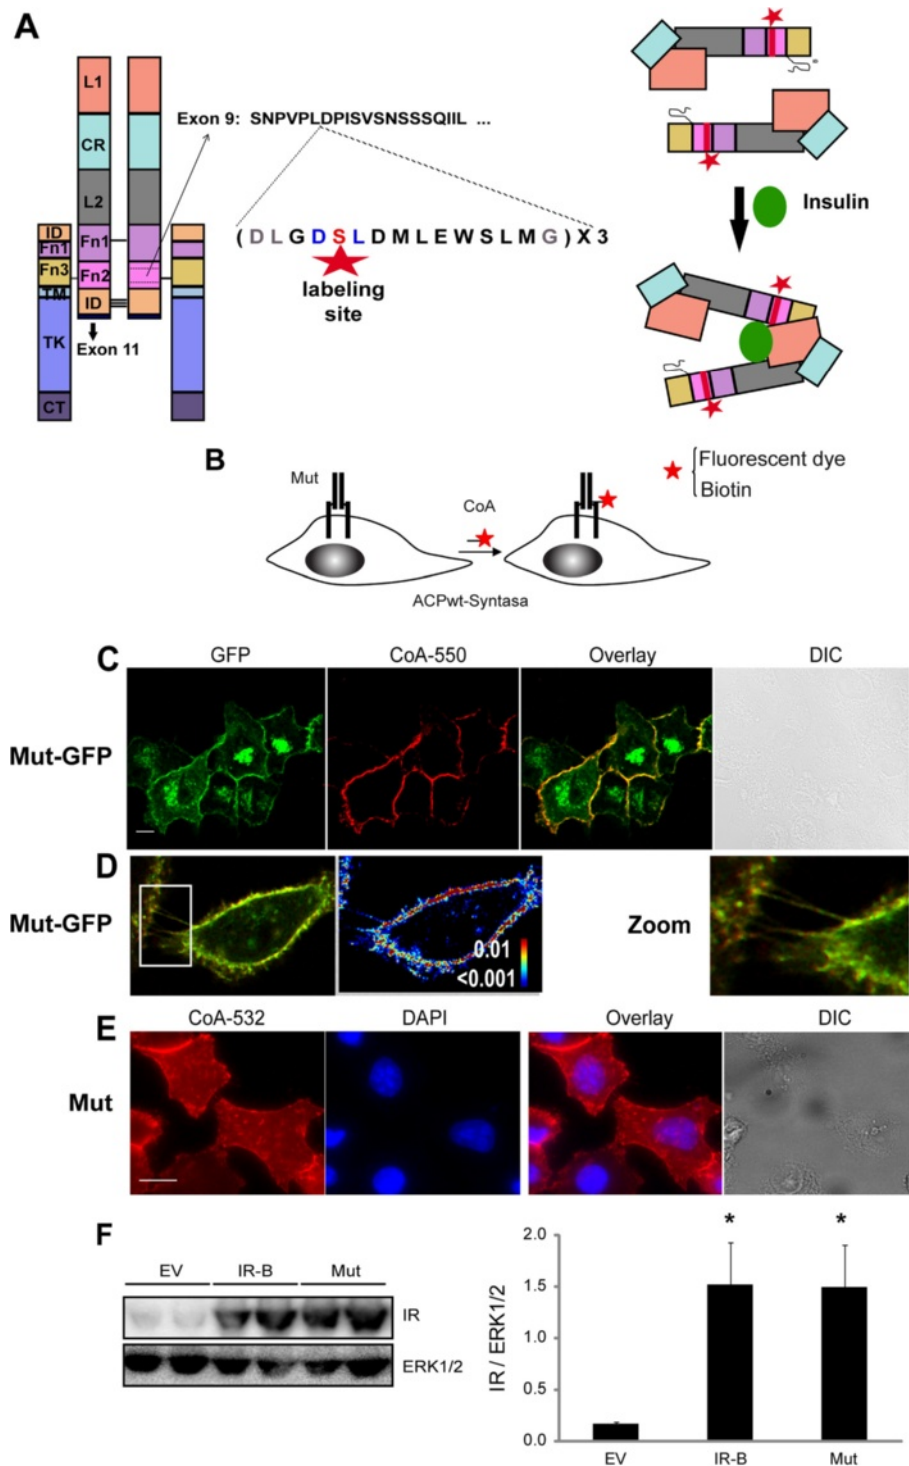 A
L1
CR
L2
ID
Fn1
Fn1
Fn3
Fn2
TM
ID
TK
Exon 11
CT
Exon 9: SNPVPLDPISVSNSSSQIIL ...
(DLGDSLDMLEWSLMG)X3
labeling
site
Insulin
B
Mut
CoA
ACPwt-Syntasa
Fluorescent dye
Biotin
C
GFP
CoA-550
Overlay
DIC
Mut-GFP
D
Mut-GFP
0.01
<0.001
Zoom
E
CoA-532
DAPI
Overlay
DIC
Mut
F
EV
IR-B
Mut
IR
ERK1/2
IR / ERK1/2
2.0
1.5
1.0
0.5
0.0
*
*
EV
IR-B
Mut